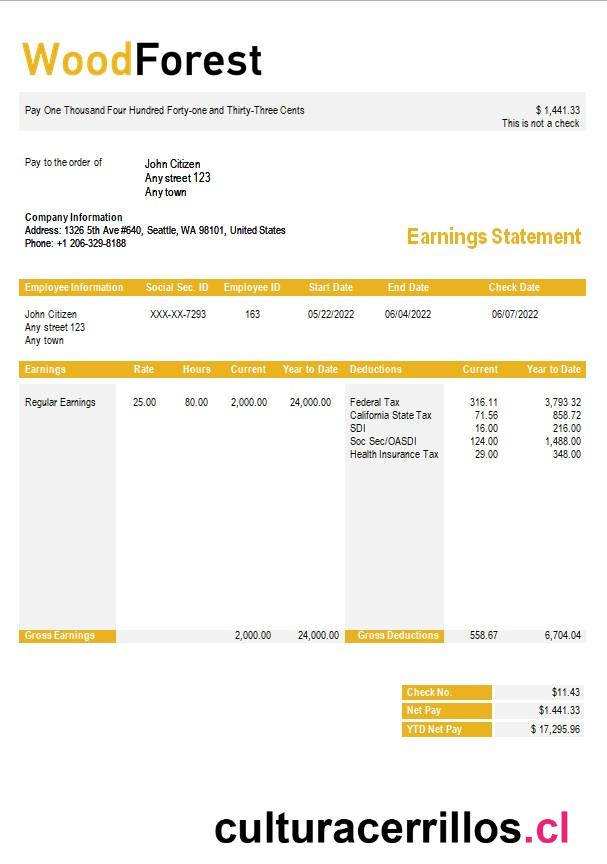 WoodForest
Pay One Thousand Four Hundred Forty-one and Thirty-Three Cents $ 1,441.33
This is not a check
Pay to the order of John Citizen
Any street 123
Any town
Company Information
Address: 1326 5th Ave #640, Seattle, WA 98101, United States
Phone: +1 206-329-8188
Earnings Statement
Employee Information Social Sec. ID Employee ID Start Date End Date Check Date
John Citizen XXX-XX-7293 163 05/22/2022 06/04/2022 06/07/2022
Any street 123
Any town
Earnings Rate Hours Current Year to Date Deductions Current Year to Date
Regular Earnings 25.00 80.00 2,000.00 24,000.00 Federal Tax 316.11 3,793 32
California State Tax 71.56 858.72
SDI 16.00 216.00
Soc Sec/OASDI 124.00 1,488.00
Health Insurance Tax 29.00 348.00
Gross Earnings 2,000.00 24,000.00 Gross Deductions 558.67 6,704.04
Check No. $11.43
Net Pay $1.441.33
YTD Net Pay $ 17,295.96
culturacerrillos.cl